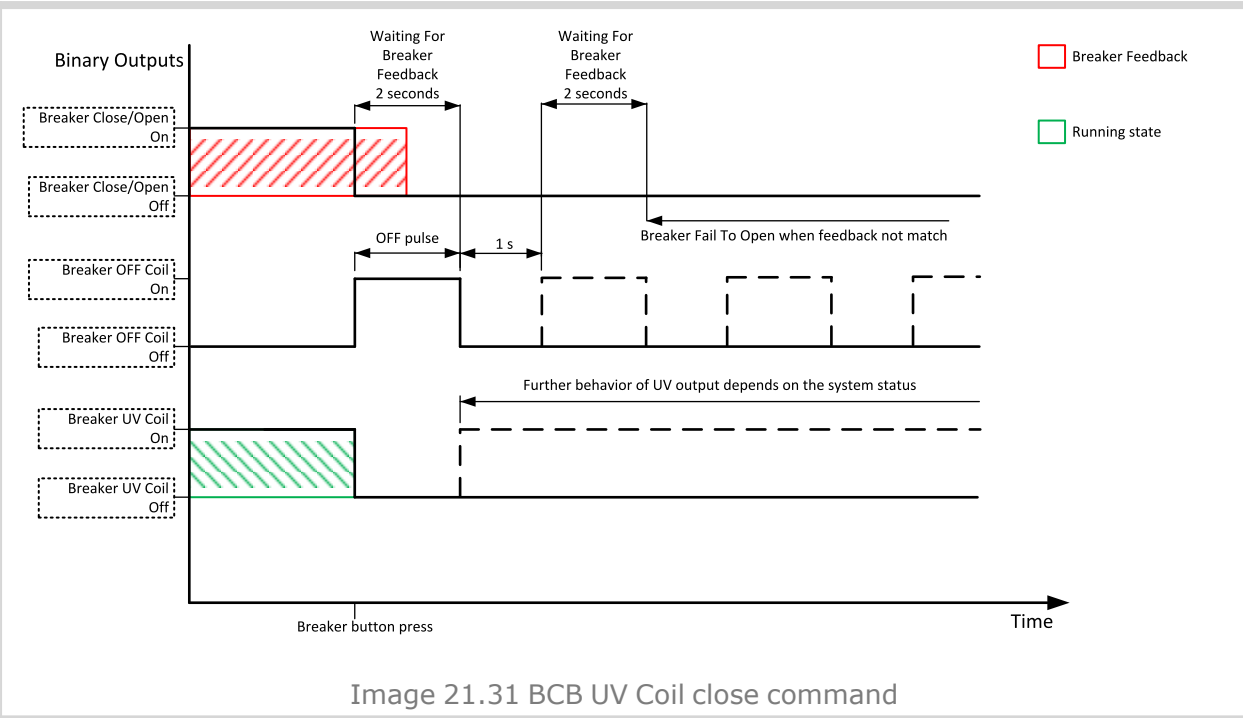 Binary Outputs
Waiting For
Breaker
Feedback
2 seconds
Waiting For
Breaker
Feedback
2 seconds
Breaker Feedback
Running state
Breaker Close/Open
On
Breaker Close/Open
Off
Breaker Fail To Open when feedback not match
OFF pulse
1 s
Breaker OFF Coil
On
Breaker OFF Coil
Off
Further behavior of UV output depends on the system status
Breaker UV Coil
On
Breaker UV Coil
Off
Breaker button press
Time
Image 21.31 BCB UV Coil close command